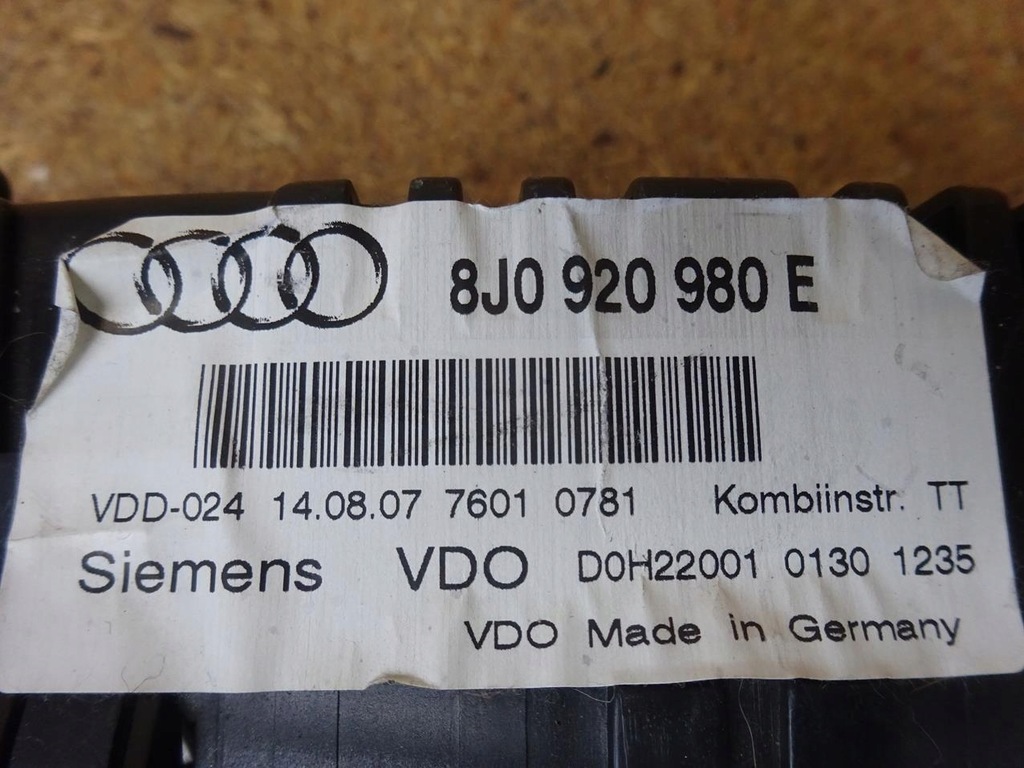 8J0 920 980 E
VDD-024 14.08.07 7601 0781 Kombiinstr. TT
Siemens VDO D0H22001 0130 1235
VDO Made in Germany